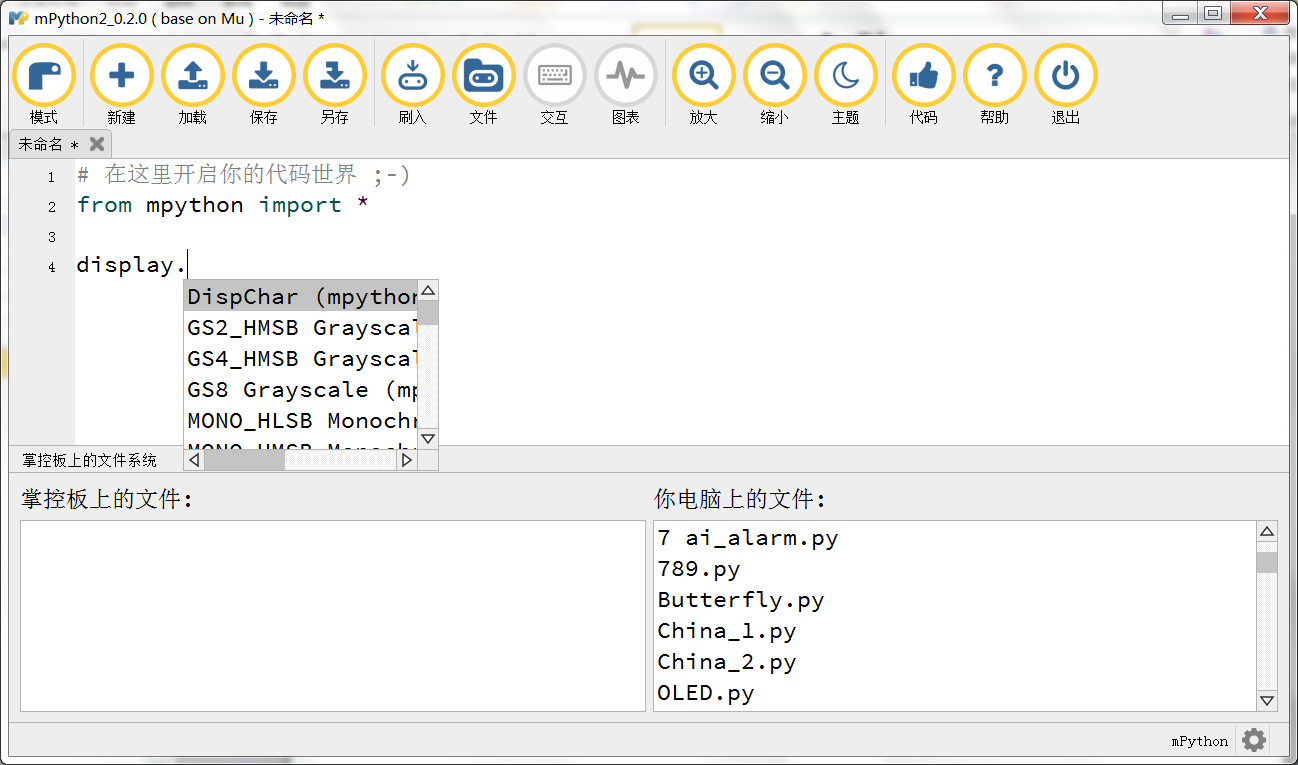 mPython2_0.2.0 ( base on Mu ) - 未命名 *
模式 新建 加载 保存 另存 刷入 文件 交互 图表 放大 缩小 主题 代码 帮助 退出
未命名 *
1 # 在这里开启你的代码世界 ;-)
2 from mpython import *
3
4 display.
DispChar (mpython
GS2_HMSB Grayscal
GS4_HMSB Grayscal
GS8 Grayscale (mp
MONO_HLSB Monochr
MONO_HMSB Monochr
掌控板上的文件系统
掌控板上的文件：
你电脑上的文件：
7 ai_alarm.py
789.py
Butterfly.py
China_1.py
China_2.py
OLED.py
mPython